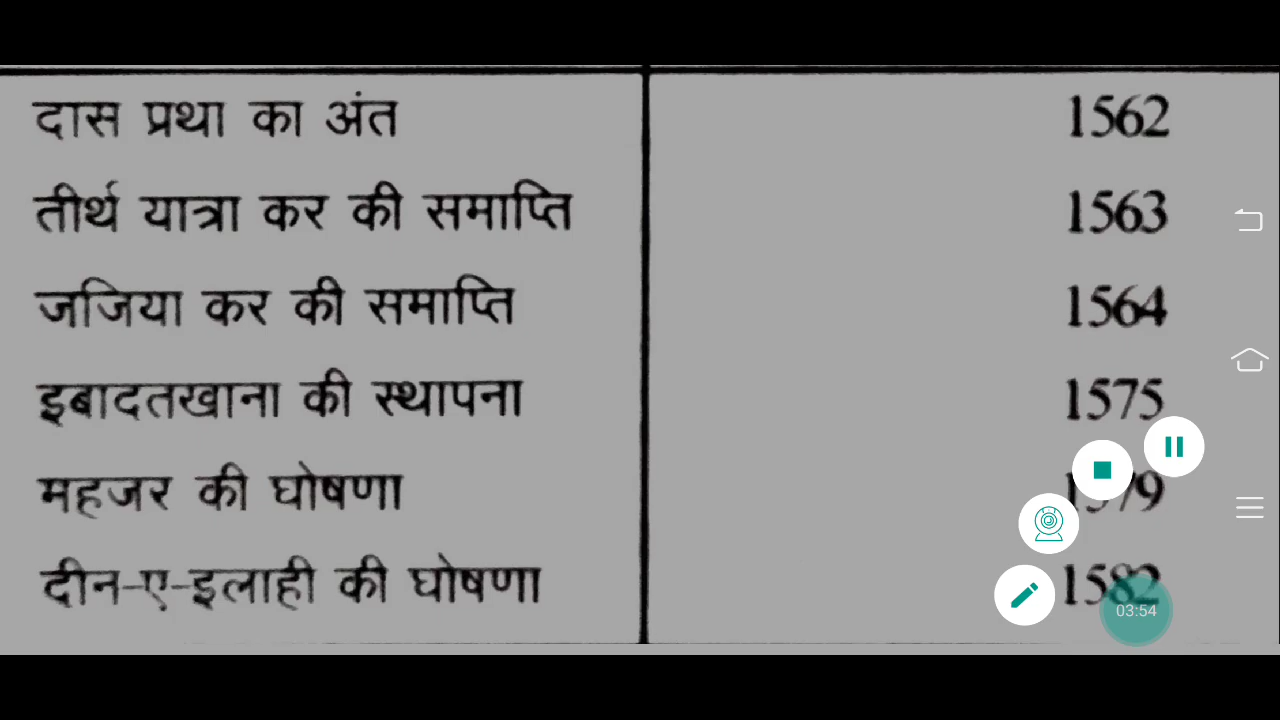 दास प्रथा का अंत 1562
तीर्थ यात्रा कर की समाप्ति 1563
जजिया कर की समाप्ति 1564
इबादतखाना की स्थापना 1575
महजर की घोषणा
दीन-ए-इलाही की घोषणा 1582
03:54